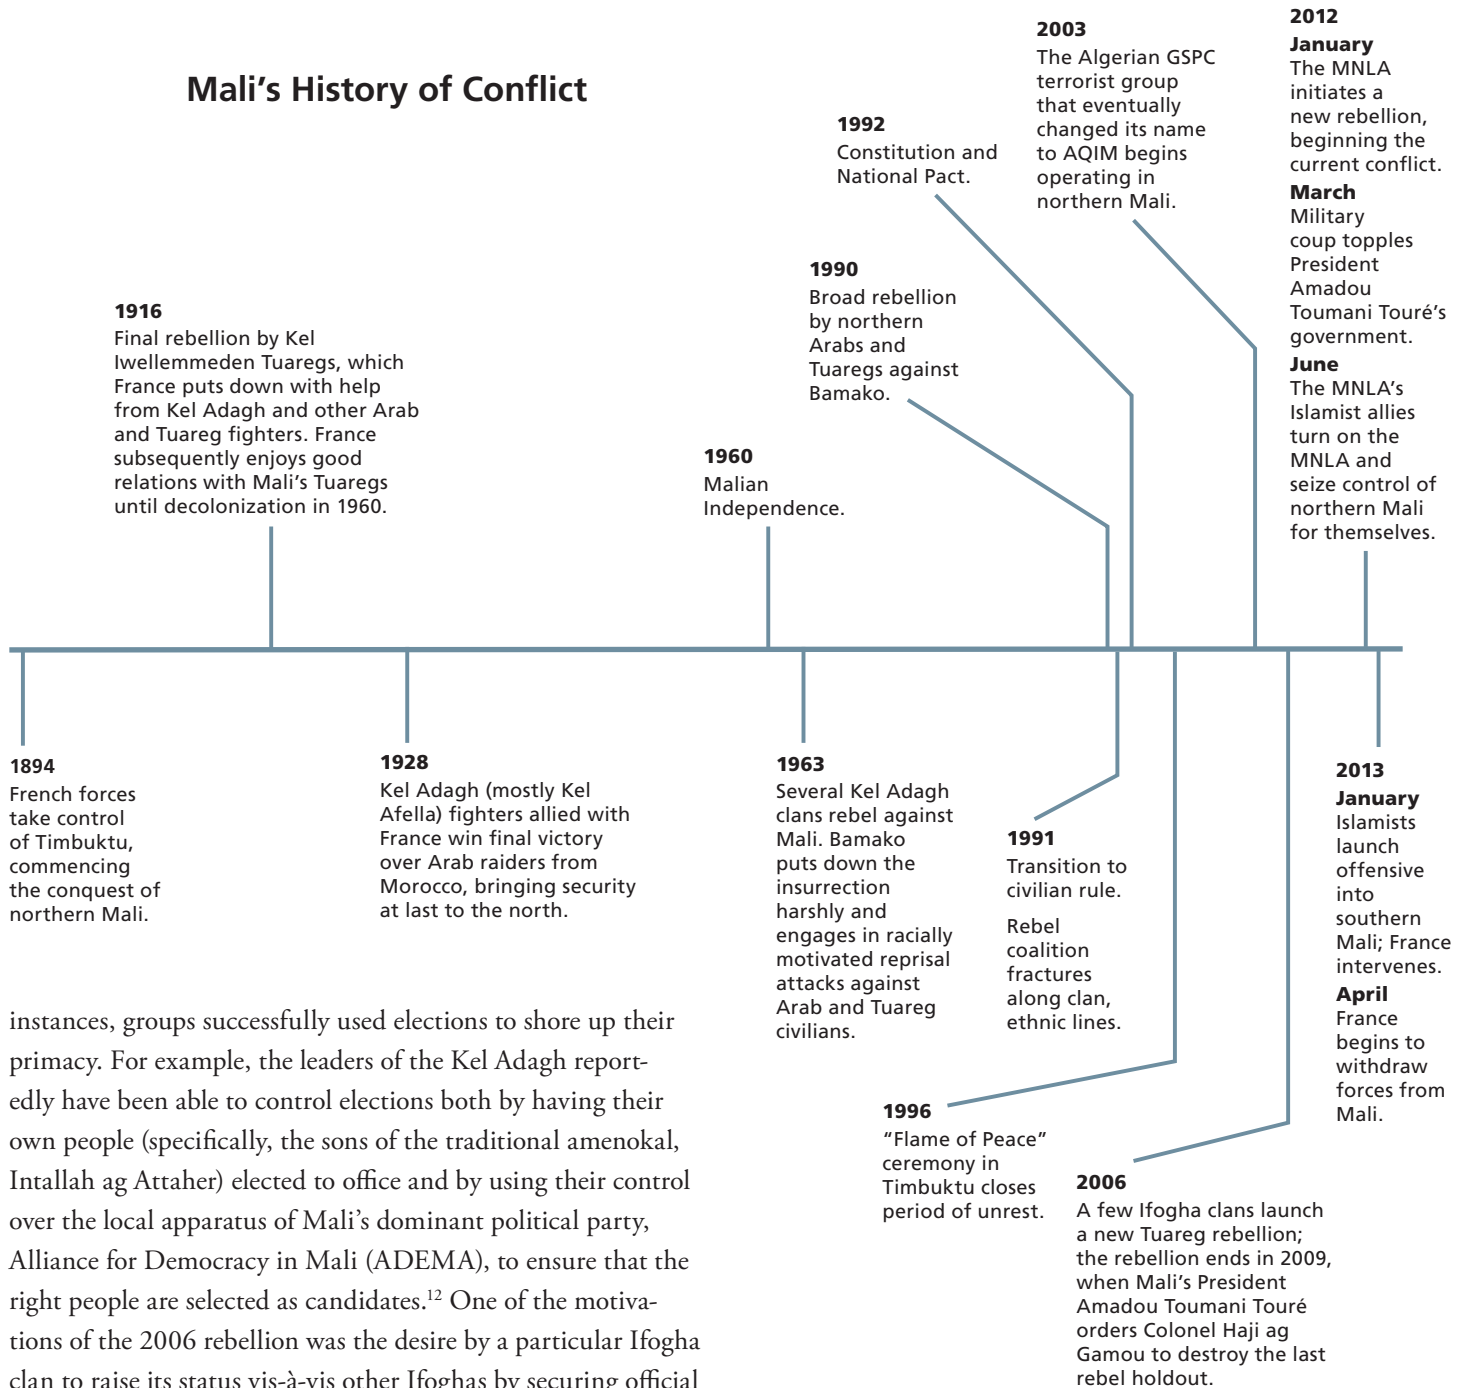 Mali's History of Conflict
1894
French forces
take control
of Timbuktu,
commencing
the conquest of
northern Mali.
1916
Final rebellion by Kel
Iwellemmeden Tuaregs, which
France puts down with help
from Kel Adagh and other Arab
and Tuareg fighters. France
subsequently enjoys good
relations with Mali's Tuaregs
until decolonization in 1960.
1928
Kel Adagh (mostly Kel
Afella) fighters allied with
France win final victory
over Arab raiders from
Morocco, bringing security
at last to the north.
1960
Malian
Independence.
1963
Several Kel Adagh
clans rebel against
Mali. Bamako
puts down the
insurrection
harshly and
engages in racially
motivated reprisal
attacks against
Arab and Tuareg
civilians.
1990
Broad rebellion
by northern
Arabs and
Tuaregs against
Bamako.
1991
Transition to
civilian rule.
Rebel
coalition
fractures
along clan,
ethnic lines.
1992
Constitution and
National Pact.
1996
“Flame of Peace”
ceremony in
Timbuktu closes
period of unrest.
2003
The Algerian GSPC
terrorist group
that eventually
changed its name
to AQIM begins
operating in
northern Mali.
2006
A few Ifogha clans launch
a new Tuareg rebellion;
the rebellion ends in 2009,
when Mali's President
Amadou Toumani Touré
orders Colonel Haji ag
Gamou to destroy the last
rebel holdout.
2012
January
The MNLA
initiates a
new rebellion,
beginning the
current conflict.
March
Military
coup topples
President
Amadou
Toumani Touré's
government.
June
The MNLA's
Islamist allies
turn on the
MNLA and
seize control of
northern Mali
for themselves.
2013
January
Islamists
launch
offensive
into
southern
Mali; France
intervenes.
April
France
begins to
withdraw
forces from
Mali.
instances, groups successfully used elections to shore up their
primacy. For example, the leaders of the Kel Adagh report-
edly have been able to control elections both by having their
own people (specifically, the sons of the traditional amenokal,
Intallah ag Attaher) elected to office and by using their control
over the local apparatus of Mali's dominant political party,
Alliance for Democracy in Mali (ADEMA), to ensure that the
right people are selected as candidates.12 One of the motiva-
tions of the 2006 rebellion was the desire by a particular Ifogha
clan to raise its status vis-à-vis other Ifoghas by securing official